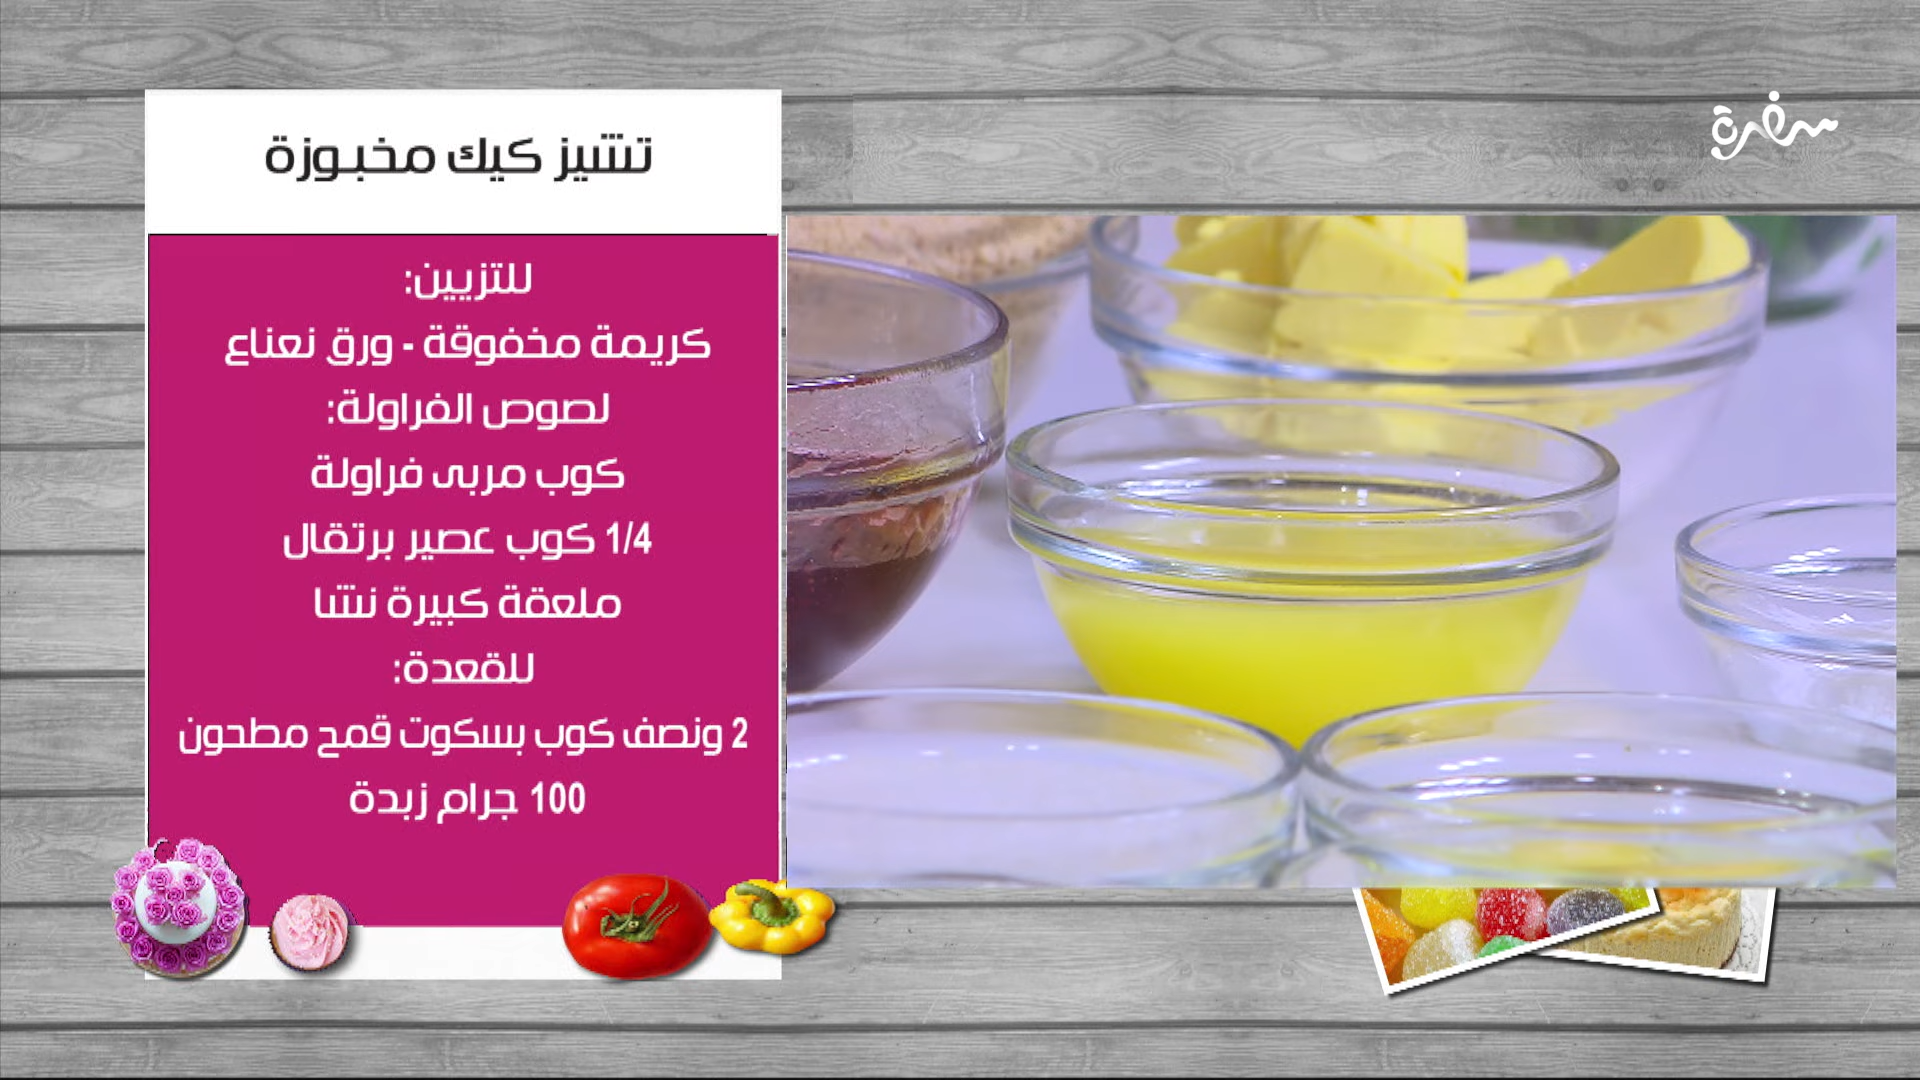 تشيز كيك مخبوزة
سفرة
للتزيين:
كريمة مخفوقة - ورق نعناع
لصوص الفراولة:
كوب مربى فراولة
1/4 كوب عصير برتقال
ملعقة كبيرة نشا
للقعدة:
2 ونصف كوب بسكوت قمح مطحون
100 جرام زبدة